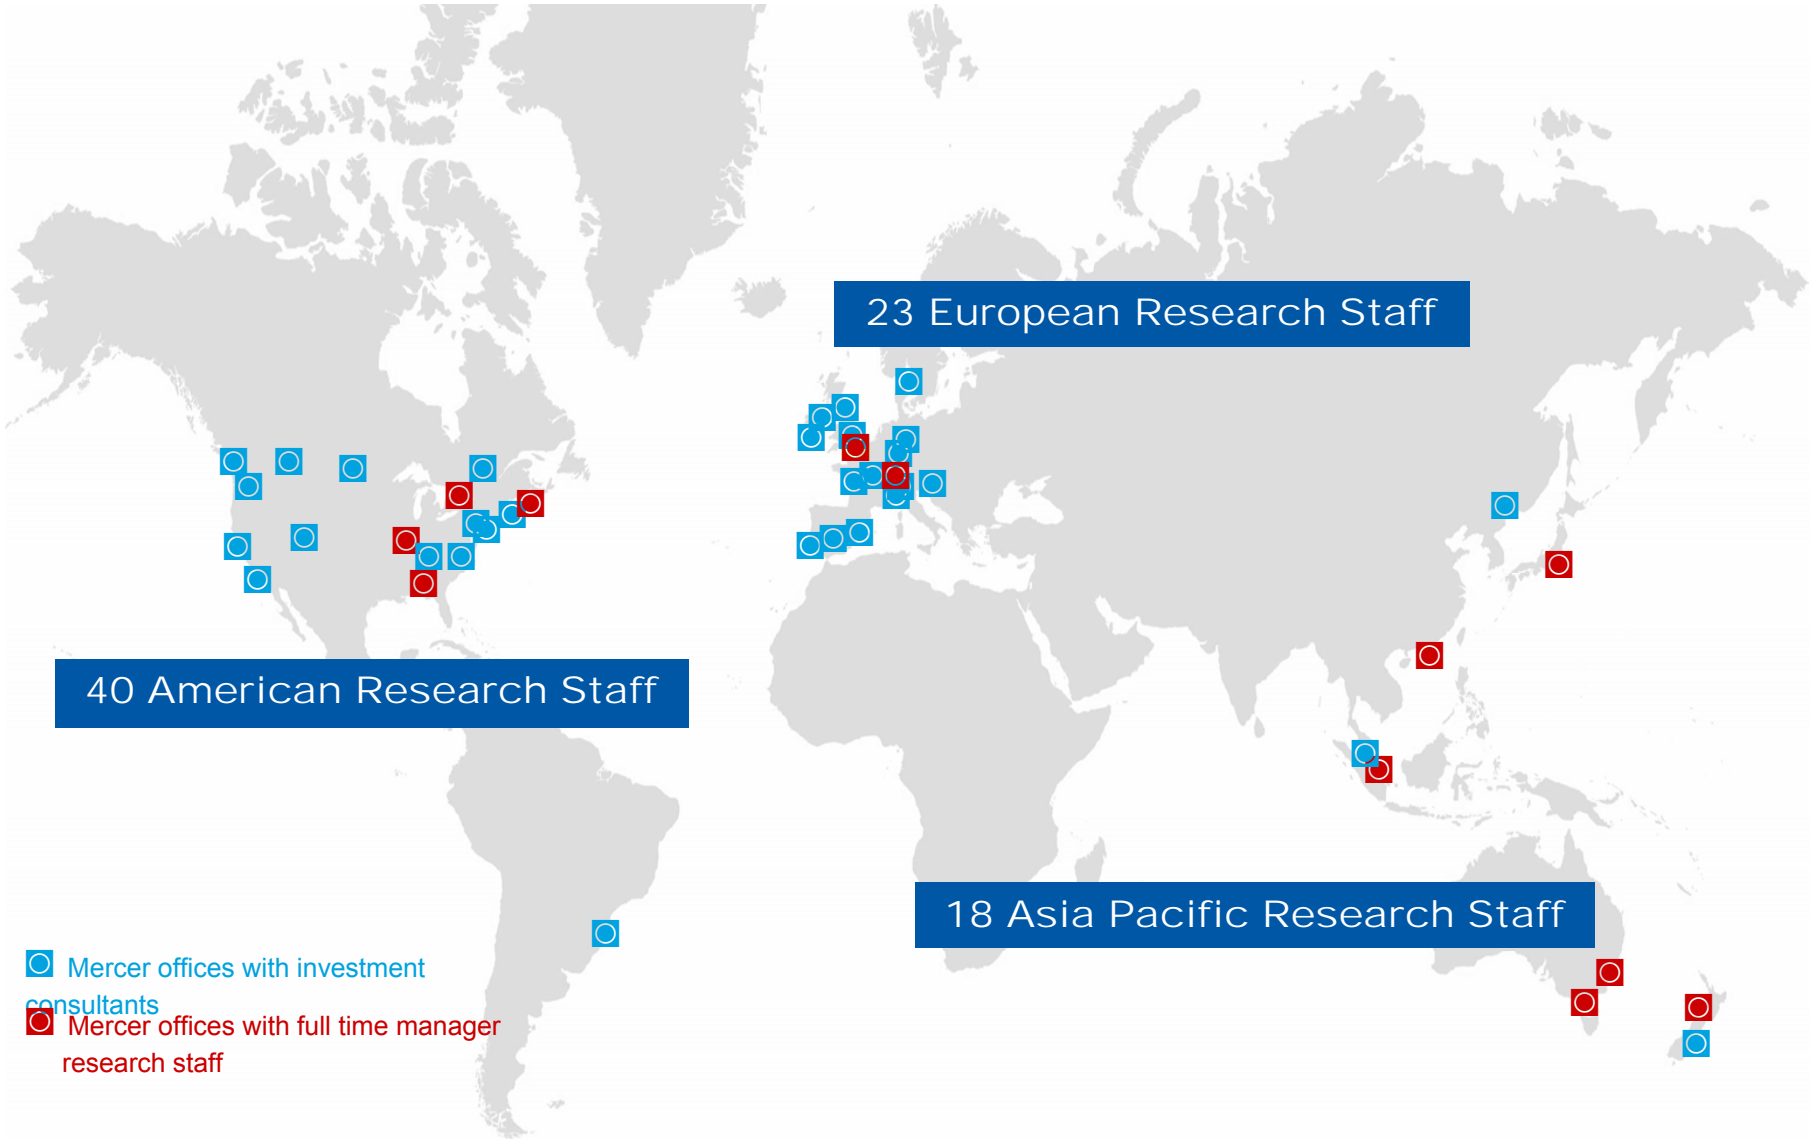 23 European Research Staff
40 American Research Staff
18 Asia Pacific Research Staff
Mercer offices with investment
consultants
Mercer offices with full time manager
research staff